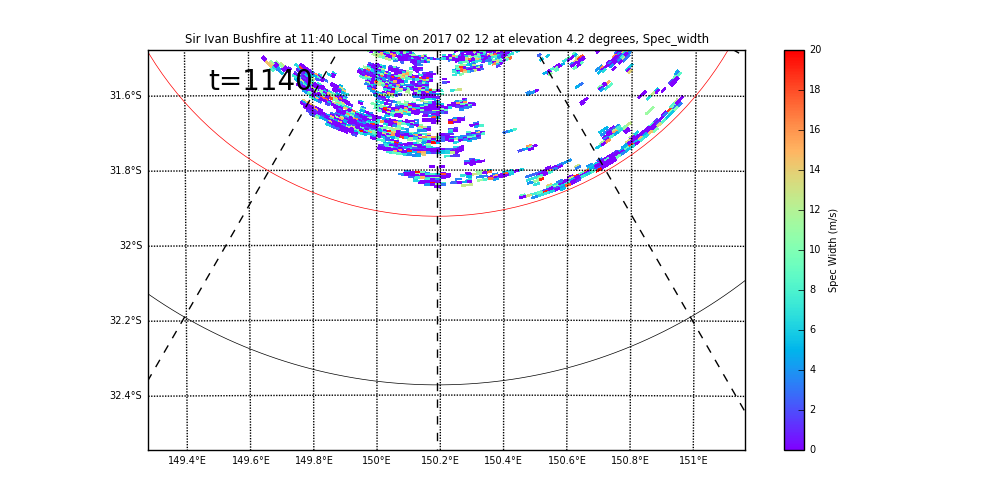 Sir Ivan Bushfire at 11:40 Local Time on 2017 02 12 at elevation 4.2 degrees, Spec_width
t=1140
31.6°S
31.8°S
32°S
32.2°S
32.4°S
149.4°E 149.6°E 149.8°E 150°E 150.2°E 150.4°E 150.6°E 150.8°E 151°E
20
18
16
14
12
10
8
6
4
2
0
Spec Width (m/s)